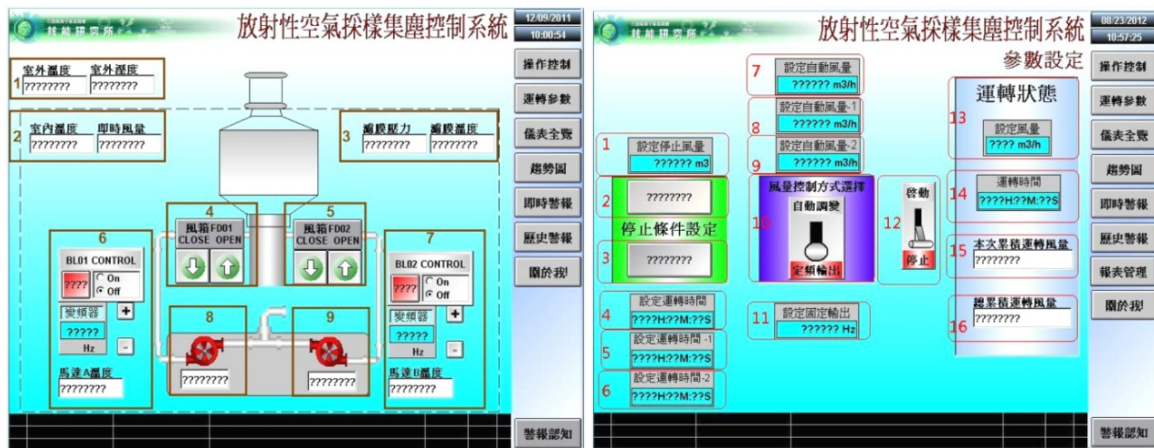 核能研究所
放射性空氣採樣集塵控制系統
12/09/2011
10:00:54
操作控制
運轉參數
儀表全覽
趨勢圖
即時警報
歷史警報
關於我!
警報認知
1
室外溫度
室外溼度
????????
????????
2
室內溫度
即時風量
????????
????????
3
濾膜壓力
濾膜溫度
????????
????????
4
風箱FD01
CLOSE OPEN
5
風箱FD02
CLOSE OPEN
6
BL01 CONTROL
????
On
Off
變頻器
+
?????
Hz
-
馬達A溫度
????????
7
BL02 CONTROL
????
On
Off
變頻器
+
?????
Hz
-
馬達B溫度
????????
8
????????
9
????????
核能研究所
放射性空氣採樣集塵控制系統
08/23/2012
10:57:25
參數設定
操作控制
運轉參數
儀表全覽
趨勢圖
即時警報
歷史警報
報表管理
關於我!
警報認知
1
設定停止風量
?????? m3
2
????????
停止條件設定
3
????????
4
設定運轉時間
????H:??M:??S
5
設定運轉時間-1
????H:??M:??S
6
設定運轉時間-2
????H:??M:??S
7
設定自動風量
?????? m3/h
8
設定自動風量-1
?????? m3/h
9
設定自動風量-2
?????? m3/h
10
風量控制方式選擇
自動調變
定頻輸出
11
設定固定輸出
?????? Hz
12
啓動
停止
運轉狀態
13
設定風量
???? m3/h
14
運轉時間
????H:??M:??S
15
本次累積運轉風量
????????
16
總累積運轉風量
????????